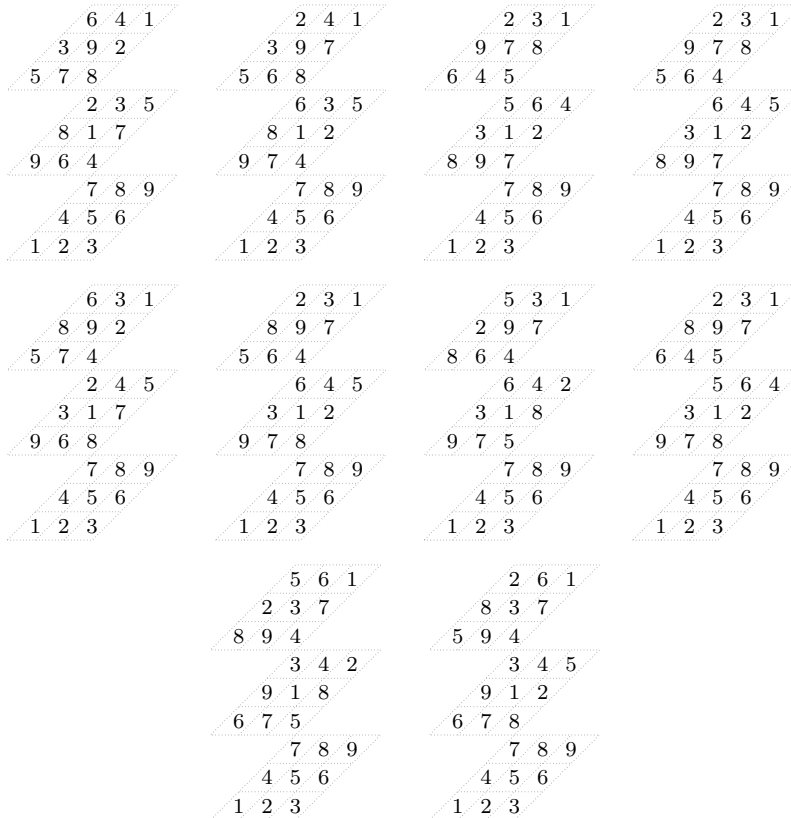 6 4 1 2 4 1 2 3 1 2 3 1
3 9 2 3 9 7 9 7 8 9 7 8
5 7 8 5 6 8 6 4 5 5 6 4
2 3 5 6 3 5 5 6 4 6 4 5
8 1 7 8 1 2 3 1 2 3 1 2
9 6 4 9 7 4 8 9 7 8 9 7
7 8 9 7 8 9 7 8 9 7 8 9
4 5 6 4 5 6 4 5 6 4 5 6
1 2 3 1 2 3 1 2 3 1 2 3
6 3 1 2 3 1 5 3 1 2 3 1
8 9 2 8 9 7 2 9 7 8 9 7
5 7 4 5 6 4 8 6 4 6 4 5
2 4 5 6 4 5 6 4 2 5 6 4
3 1 7 3 1 2 3 1 8 3 1 2
9 6 8 9 7 8 9 7 5 9 7 8
7 8 9 7 8 9 7 8 9 7 8 9
4 5 6 4 5 6 4 5 6 4 5 6
1 2 3 1 2 3 1 2 3 1 2 3
5 6 1 2 6 1
2 3 7 8 3 7
8 9 4 5 9 4
3 4 2 3 4 5
9 1 8 9 1 2
6 7 5 6 7 8
7 8 9 7 8 9
4 5 6 4 5 6
1 2 3 1 2 3